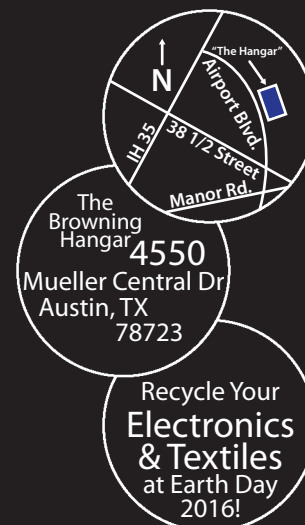 "The Hangar"
N
Airport Blvd.
IH 35
38 1/2 Street
Manor Rd.
The
Browning
Hangar
4550
Mueller Central Dr
Austin, TX
78723
Recycle Your
Electronics
& Textiles
at Earth Day
2016!